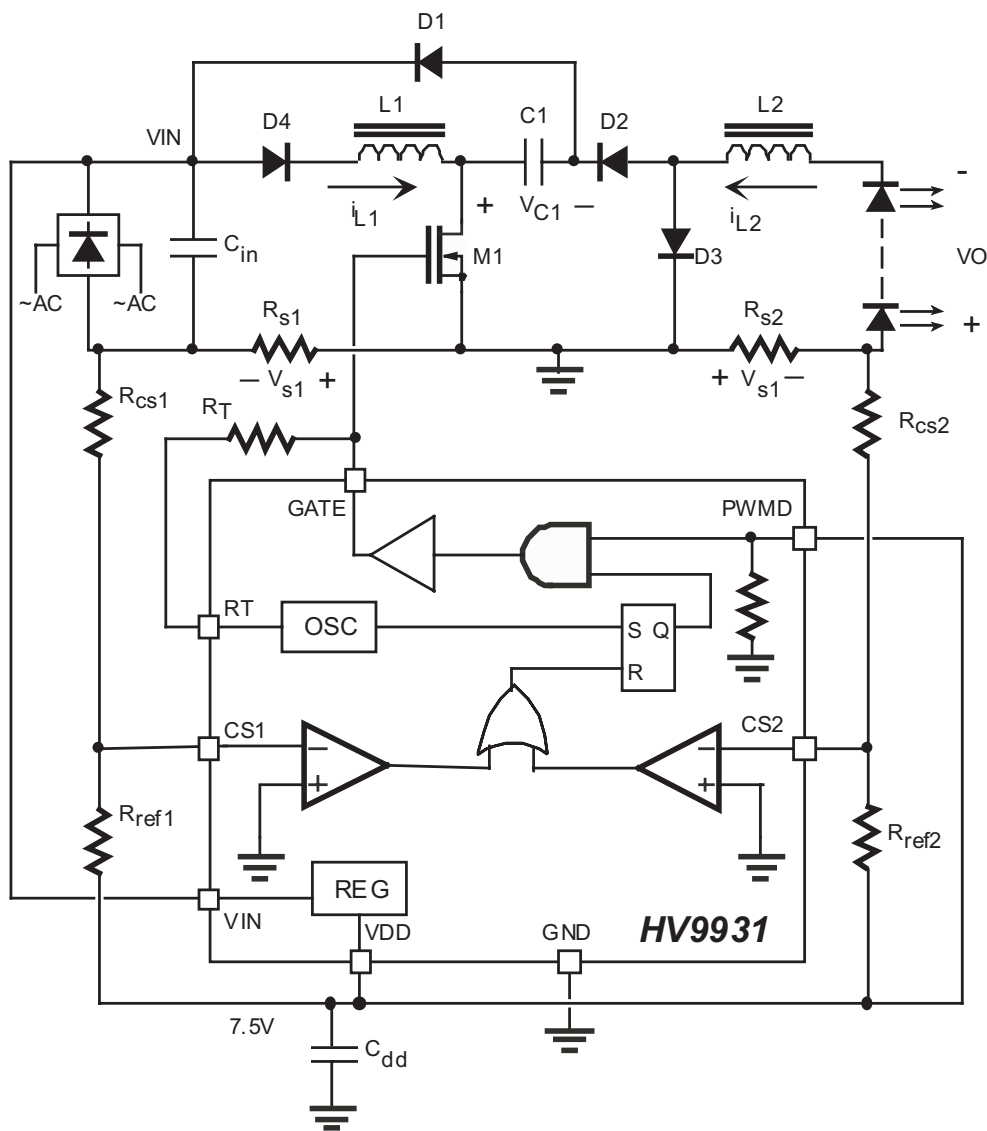 D1
L1
C1
L2
VIN
D4
D2
-
iL1
+
VC1
–
iL2
Cin
M1
D3
VO
~AC
~AC
Rs1
Rs2
+
– Vs1 +
+ Vs1 –
Rcs1
RT
Rcs2
GATE
PWMD
RT
OSC
S Q
R
CS1
CS2
–
–
+
+
Rref1
Rref2
REG
VIN
VDD
GND
HV9931
7.5V
Cdd